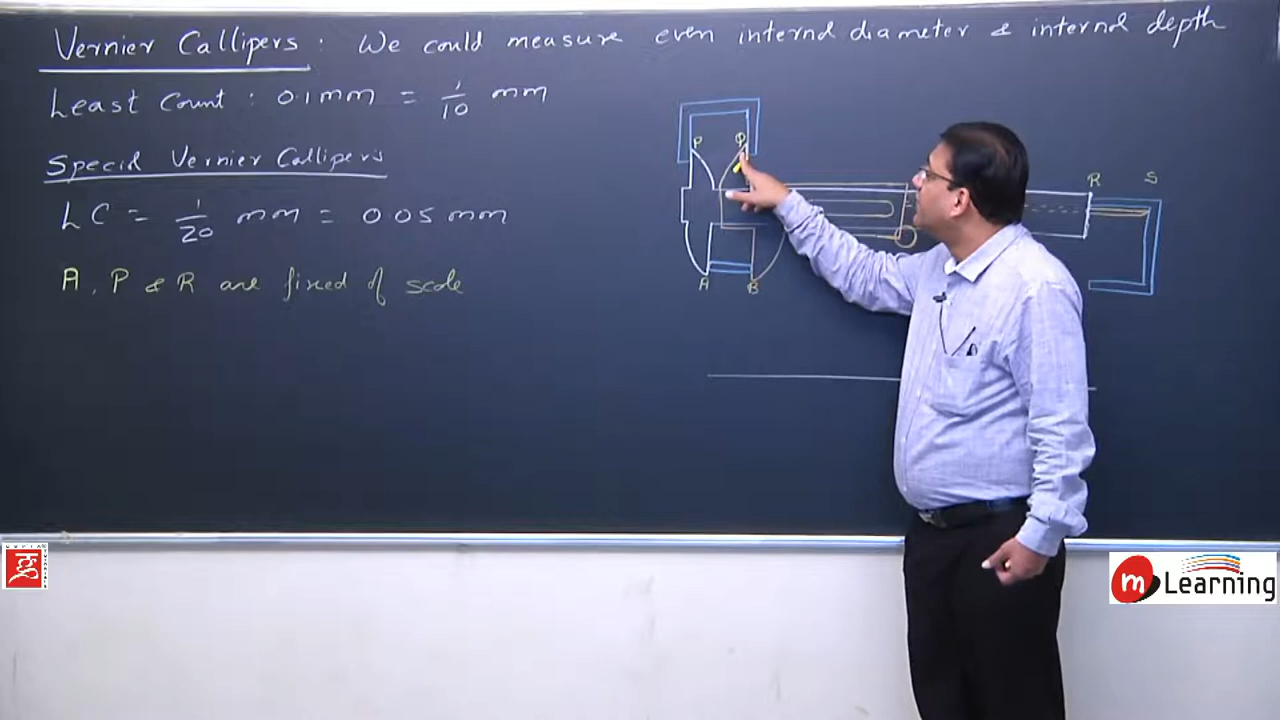 Vernier Callipers : We could measure even internal diameter & internal depth
Least Count : 0.1mm = 1/10 mm
Special Vernier Callipers
LC = 1/20 mm = 0.05 mm
A, P & R are fixed of scale
P Q
R S
A B
m Learning